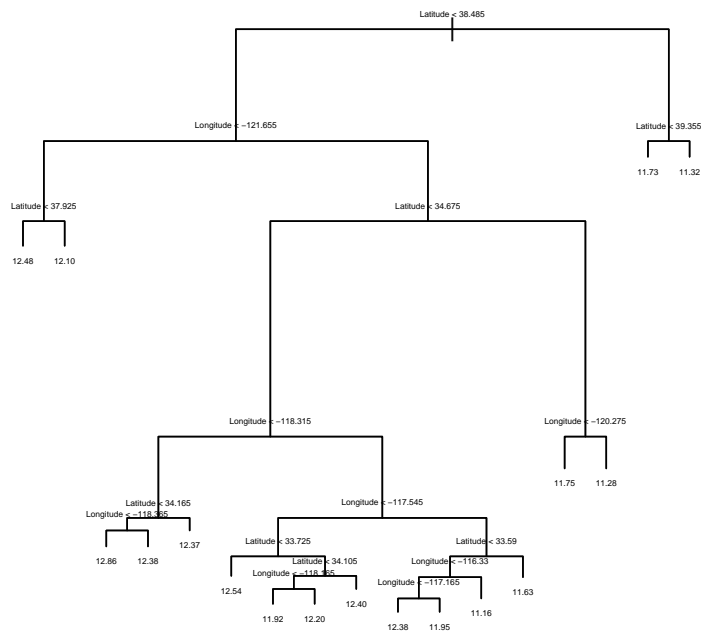 Latitude < 38.485
Longitude < −121.655
Latitude < 39.355
11.73 11.32
Latitude < 37.925
Latitude < 34.675
12.48 12.10
Longitude < −118.315
Longitude < −120.275
11.75 11.28
Latitude < 34.165
Longitude < −117.545
Longitude < −118.365
12.37
12.86 12.38
Latitude < 33.725
Latitude < 33.59
Latitude < 34.105
Longitude < −116.33
Longitude < −118.165
Longitude < −117.165
12.54
11.63
12.40
11.16
11.92 12.20
12.38 11.95